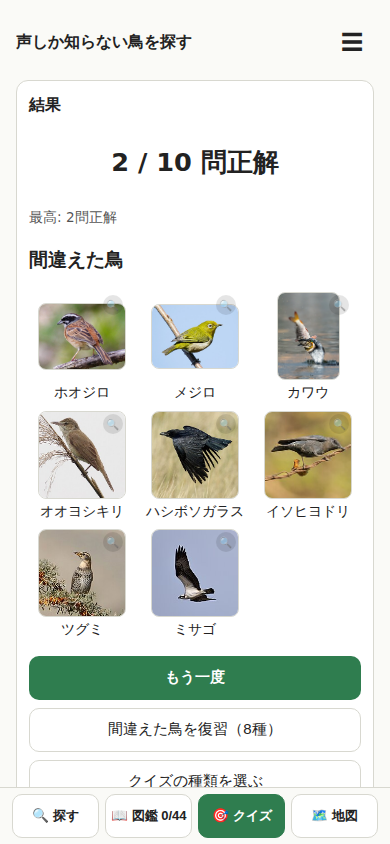 声しか知らない鳥を探す
結果
2 / 10 問正解
最高: 2問正解
間違えた鳥
ホオジロ
メジロ
カワウ
オオヨシキリ
ハシボソガラス
イソヒヨドリ
ツグミ
ミサゴ
もう一度
間違えた鳥を復習（8種）
クイズの種類を選ぶ
探す
図鑑 0/44
クイズ
地図